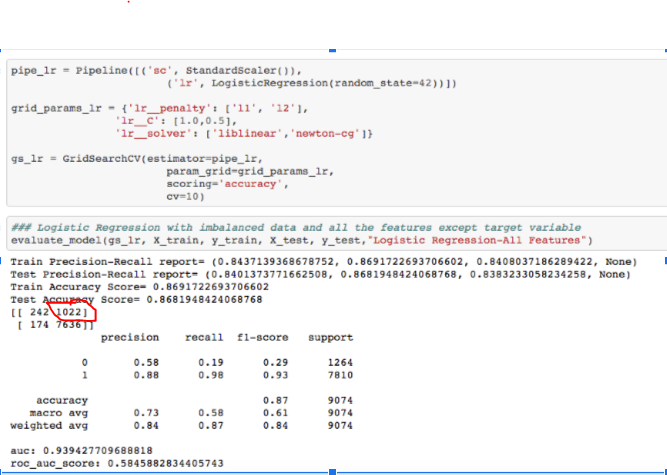 pipe_lr = Pipeline([('sc', StandardScaler()),
('lr', LogisticRegression(random_state=42))])
grid_params_lr = {'lr__penalty': ['l1', 'l2'],
'lr__C': [1.0,0.5],
'lr__solver': ['liblinear','newton-cg']}
gs_lr = GridSearchCV(estimator=pipe_lr,
param_grid=grid_params_lr,
scoring='accuracy',
cv=10)
### Logistic Regression with imbalanced data and all the features except target variable
evaluate_model(gs_lr, X_train, y_train, X_test, y_test,"Logistic Regression-All Features")
Train Precision-Recall report= (0.8437139368678752, 0.8691722693706602, 0.8408037186289422, None)
Test Precision-Recall report= (0.8401373771662508, 0.8681948424068768, 0.8383233058234258, None)
Train Accuracy Score= 0.8691722693706602
Test Accuracy Score= 0.8681948424068768
[[ 242 1022]
[ 174 7636]]
precision recall f1-score support
0 0.58 0.19 0.29 1264
1 0.88 0.98 0.93 7810
accuracy 0.87 9074
macro avg 0.73 0.58 0.61 9074
weighted avg 0.84 0.87 0.84 9074
auc: 0.939427709688818
roc_auc_score: 0.5845882834405743